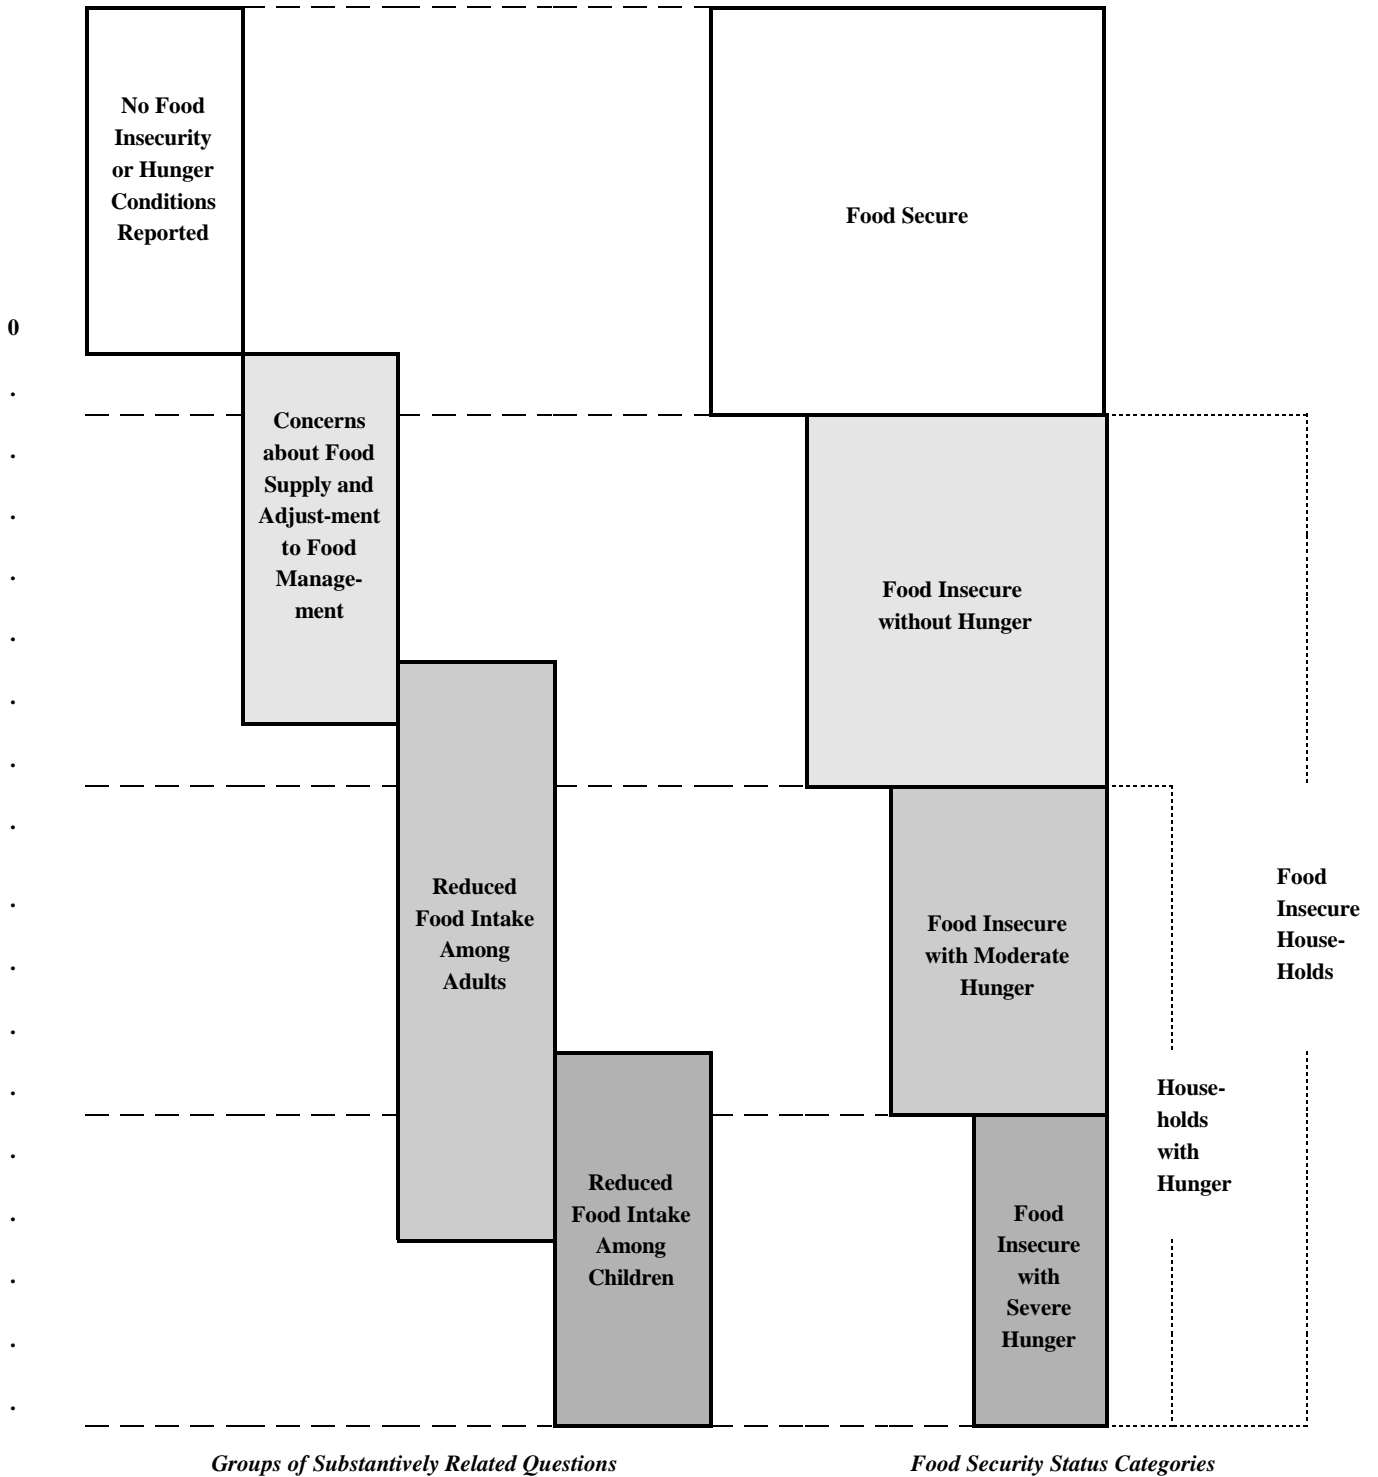 No Food
Insecurity
or Hunger
Conditions
Reported
Food Secure
0
.
Concerns
about Food
Supply and
Adjust-ment
to Food
Manage-
ment
.
.
.
.
.
.
Food Insecure
without Hunger
.
Reduced
Food Intake
Among
Adults
.
.
.
.
Food Insecure
with Moderate
Hunger
Food
Insecure
House-
Holds
House-
holds
with
Hunger
.
.
.
.
.
Reduced
Food Intake
Among
Children
Food
Insecure
with
Severe
Hunger
Groups of Substantively Related Questions
Food Security Status Categories